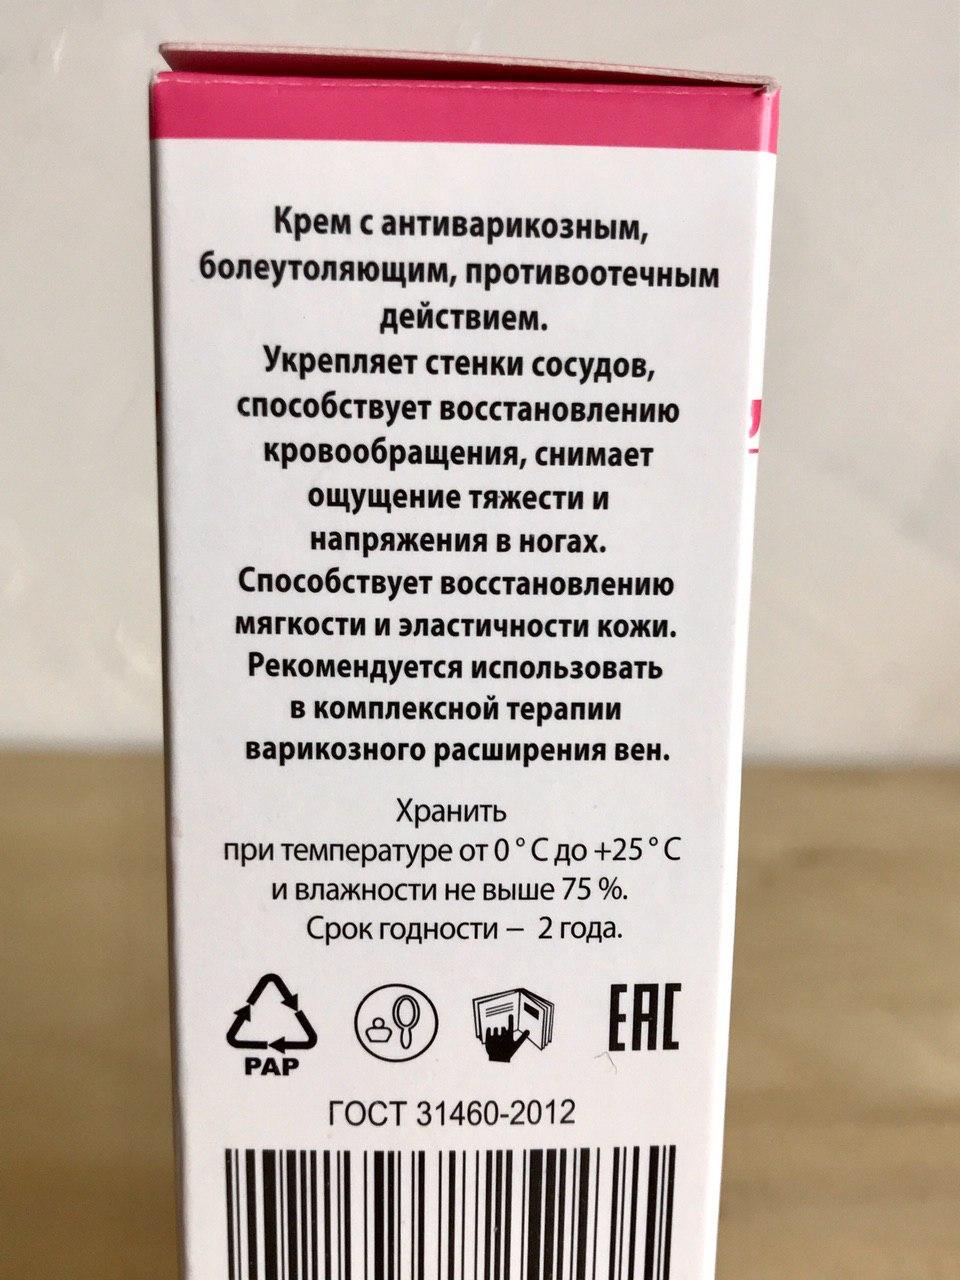 Крем с антиварикозным,
болеутоляющим, противоотечным
действием.
Укрепляет стенки сосудов,
способствует восстановлению
кровообращения, снимает
ощущение тяжести и
напряжения в ногах.
Способствует восстановлению
мягкости и эластичности кожи.
Рекомендуется использовать
в комплексной терапии
варикозного расширения вен.
Хранить
при температуре от 0 °C до +25 °C
и влажности не выше 75 %.
Срок годности – 2 года.
PAP
EAC
ГОСТ 31460-2012